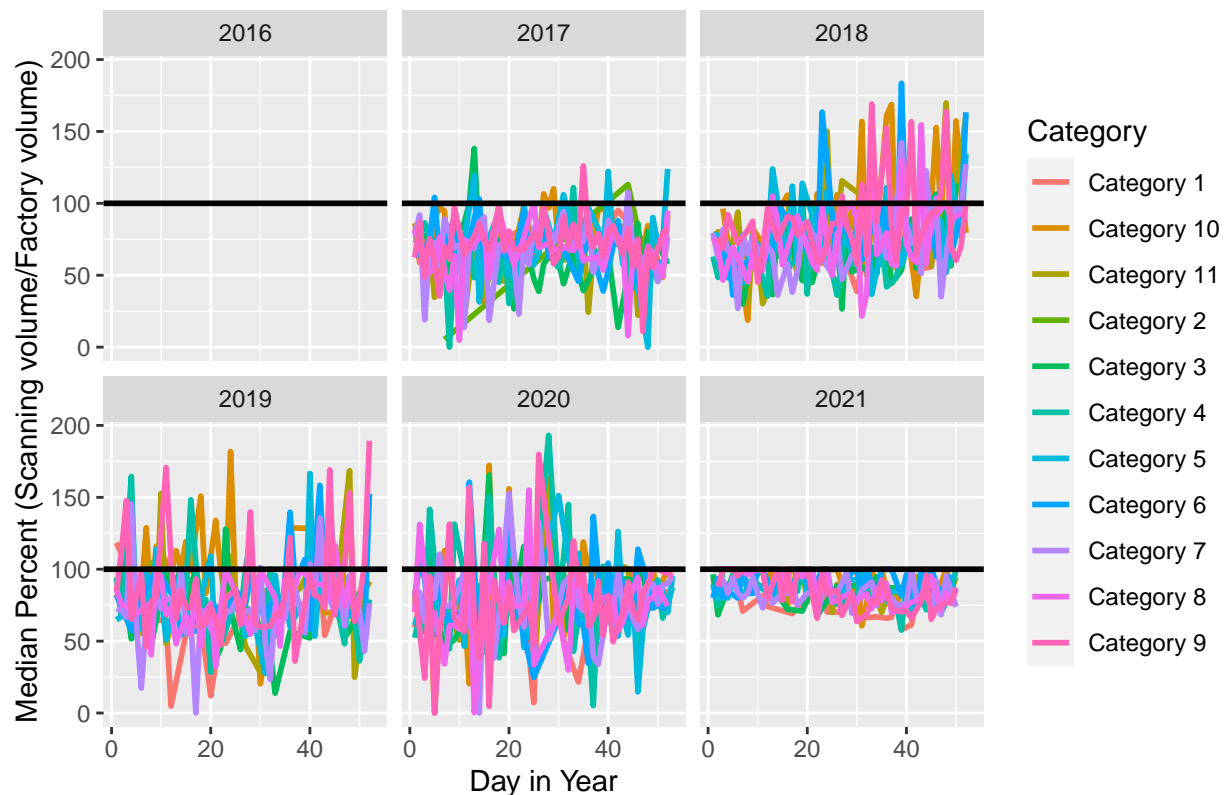 2016
2017
2018
200
150
100
50
0
2019
2020
2021
200
150
100
50
0
0
20
40
0
20
40
0
20
40
Day in Year
Median Percent (Scanning volume/Factory volume)
Category
Category 1
Category 10
Category 11
Category 2
Category 3
Category 4
Category 5
Category 6
Category 7
Category 8
Category 9